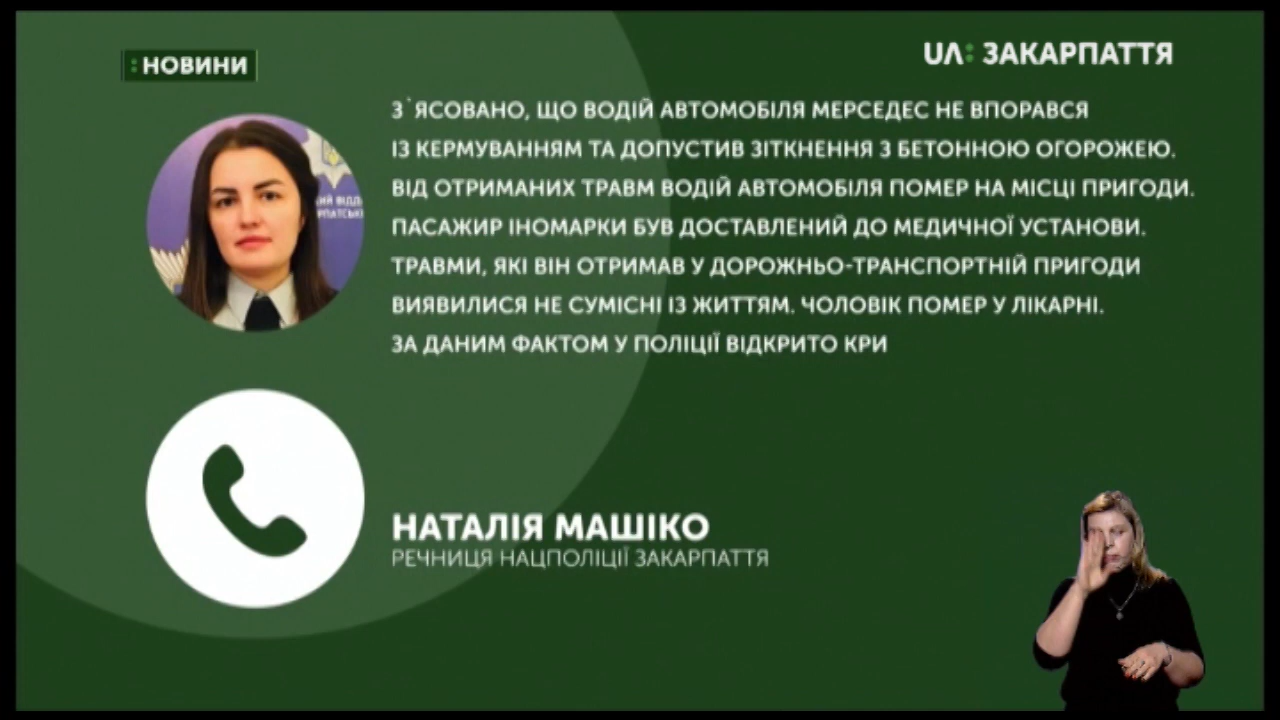 :НОВИНИ
UA: ЗАКАРПАТТЯ
З`ЯСОВАНО, ЩО ВОДІЙ АВТОМОБІЛЯ МЕРСЕДЕС НЕ ВПОРАВСЯ
ІЗ КЕРМУВАННЯМ ТА ДОПУСТИВ ЗІТКНЕННЯ З БЕТОННОЮ ОГОРОЖЕЮ.
ВІД ОТРИМАНИХ ТРАВМ ВОДІЙ АВТОМОБІЛЯ ПОМЕР НА МІСЦІ ПРИГОДИ.
ПАСАЖИР ІНОМАРКИ БУВ ДОСТАВЛЕНИЙ ДО МЕДИЧНОЇ УСТАНОВИ.
ТРАВМИ, ЯКІ ВІН ОТРИМАВ У ДОРОЖНЬО-ТРАНСПОРТНІЙ ПРИГОДИ
ВИЯВИЛИСЯ НЕ СУМІСНІ ІЗ ЖИТТЯМ. ЧОЛОВІК ПОМЕР У ЛІКАРНІ.
ЗА ДАНИМ ФАКТОМ У ПОЛІЦІЇ ВІДКРИТО КРИ
НАТАЛІЯ МАШІКО
РЕЧНИЦЯ НАЦПОЛІЦІЇ ЗАКАРПАТТЯ